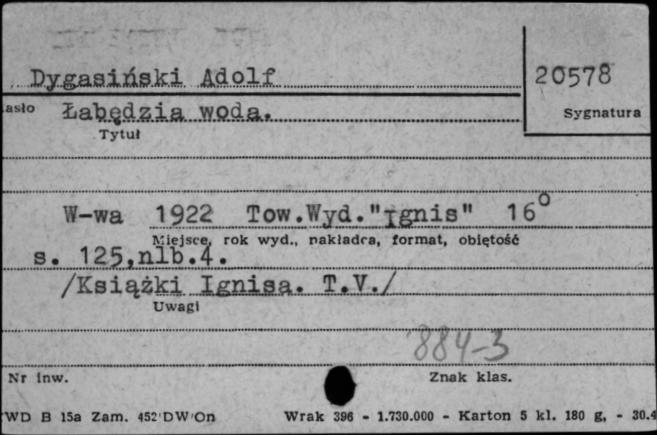 Dygasiński Adolf 20578
asło Łabędzia woda. Sygnatura
Tytuł
W-wa 1922 Tow.Wyd."Ignis" 16°
Miejsce, rok wyd., nakładca, format, objętość
s. 125,nlb.4.
/Książki Ignisa. T.V./
Uwagi
884-3
Nr inw. Znak klas.
WD B 15a Zam. 452 DW On Wrak 396 - 1.730.000 - Karton 5 kl. 180 g, - 30.4